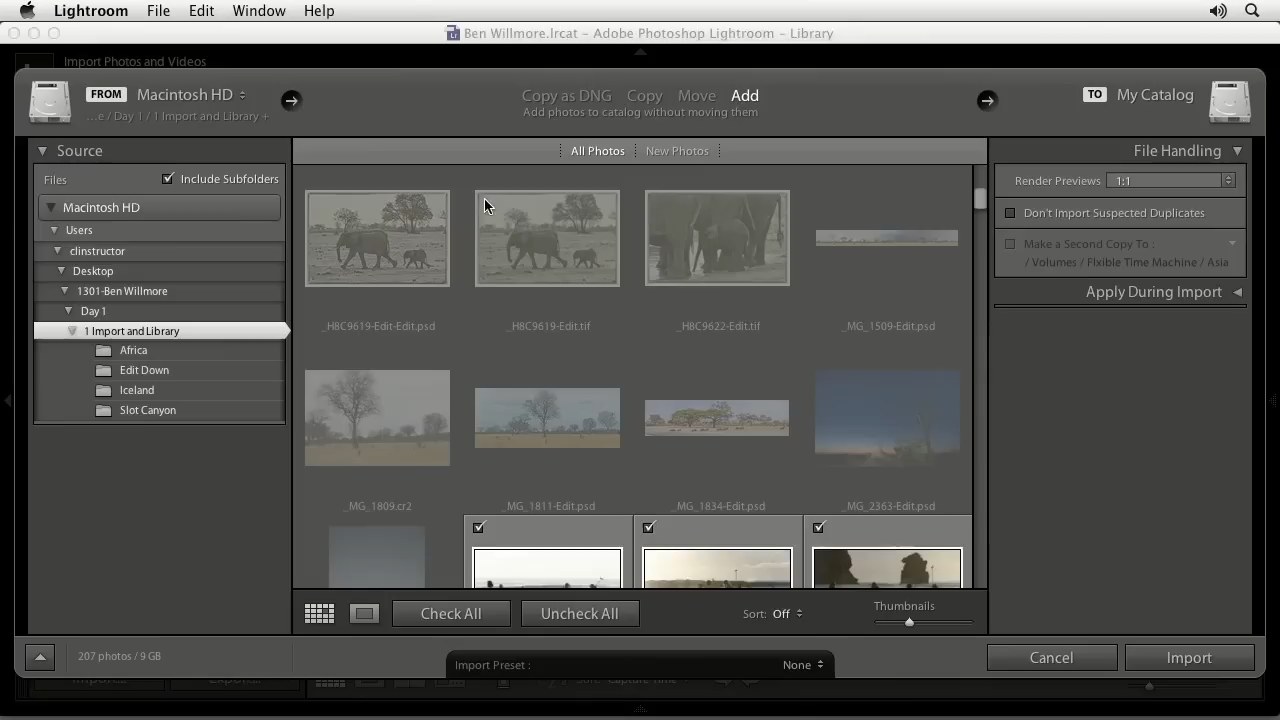 Lightroom File Edit Window Help
Ben Willmore.lrcat – Adobe Photoshop Lightroom – Library
Import Photos and Videos
FROM Macintosh HD
…e / Day 1 / 1 Import and Library +
Copy as DNG Copy Move Add
Add photos to catalog without moving them
TO My Catalog
Source
Files Include Subfolders
Macintosh HD
Users
clinstructor
Desktop
1301-Ben Willmore
Day 1
1 Import and Library
Africa
Edit Down
Iceland
Slot Canyon
All Photos New Photos
_H8C9619-Edit-Edit.psd
_H8C9619-Edit.tif
_H8C9622-Edit.tif
_MG_1509-Edit.psd
_MG_1809.cr2
_MG_1811-Edit.psd
_MG_1834-Edit.psd
_MG_2363-Edit.psd
Check All Uncheck All Sort: Off Thumbnails
File Handling
Render Previews 1:1
Don't Import Suspected Duplicates
Make a Second Copy To :
/ Volumes / FIxible Time Machine / Asia
Apply During Import
207 photos / 9 GB
Import Preset : None
Cancel Import
Import... Export... Sort: Capture Time